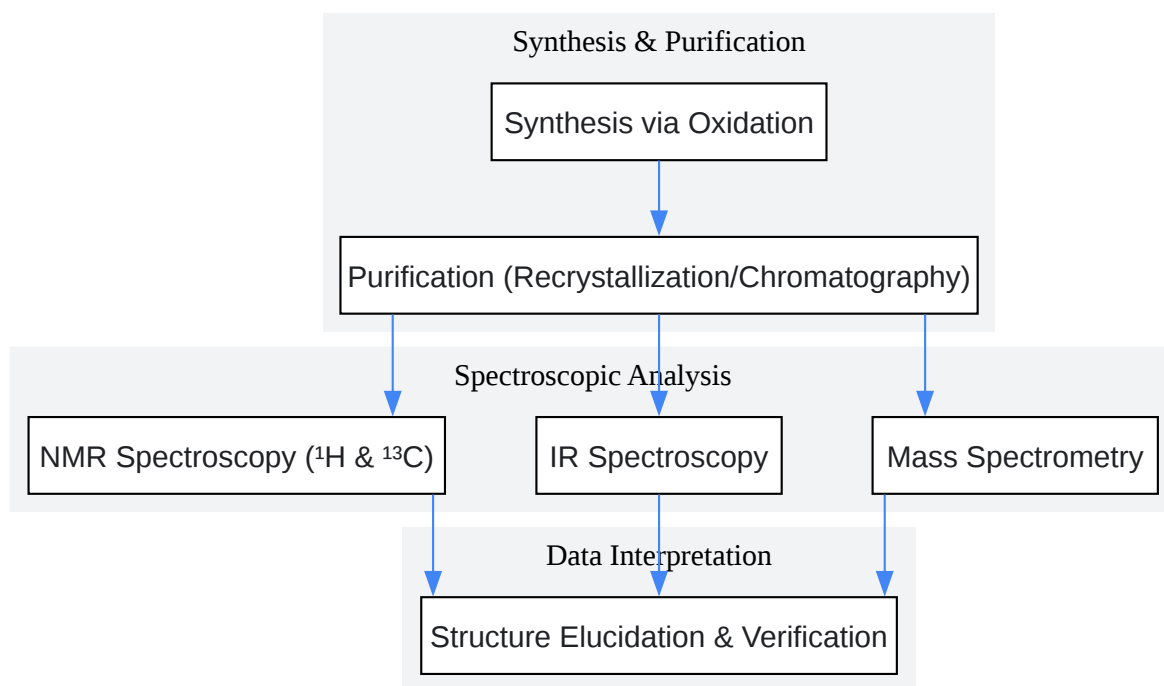 Synthesis & Purification
Synthesis via Oxidation
Purification (Recrystallization/Chromatography)
Spectroscopic Analysis
NMR Spectroscopy (¹H & ¹³C)
IR Spectroscopy
Mass Spectrometry
Data Interpretation
Structure Elucidation & Verification